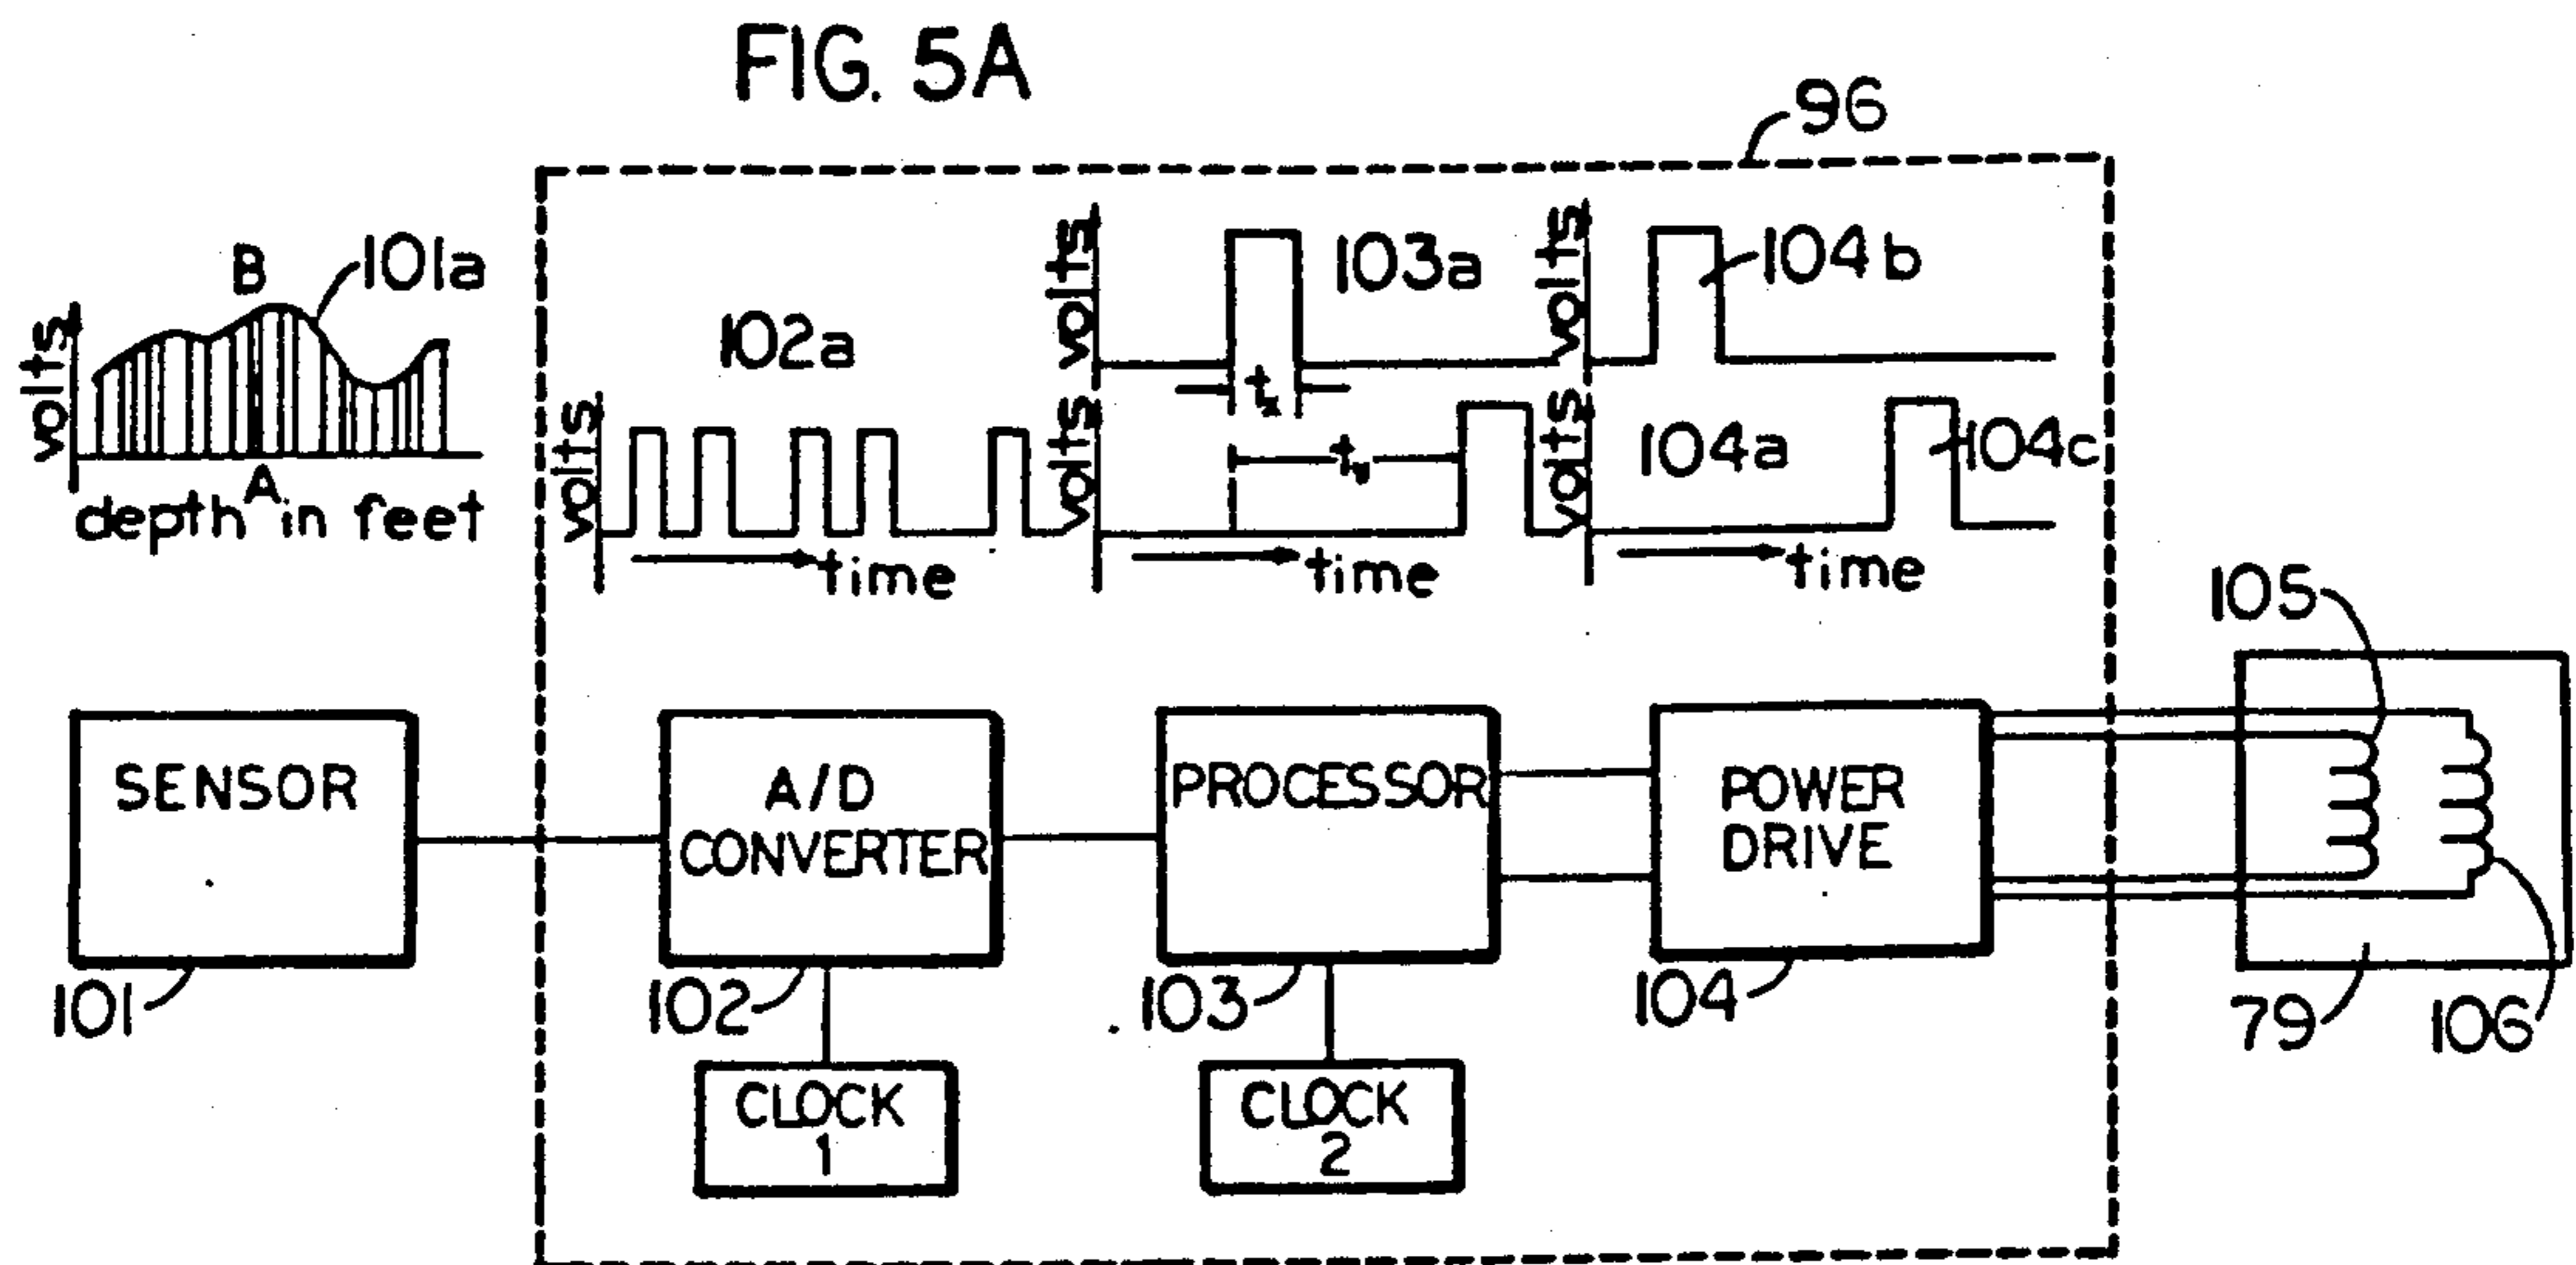 FIG. 5A
96
B
101a
volts
A
depth in feet
102a
volts
time
volts
103a
tx
volts
ty
time
volts
104b
volts
104a
104c
time
SENSOR
101
A/D
CONVERTER
102
CLOCK
1
PROCESSOR
103
CLOCK
2
POWER
DRIVE
104
105
79
106